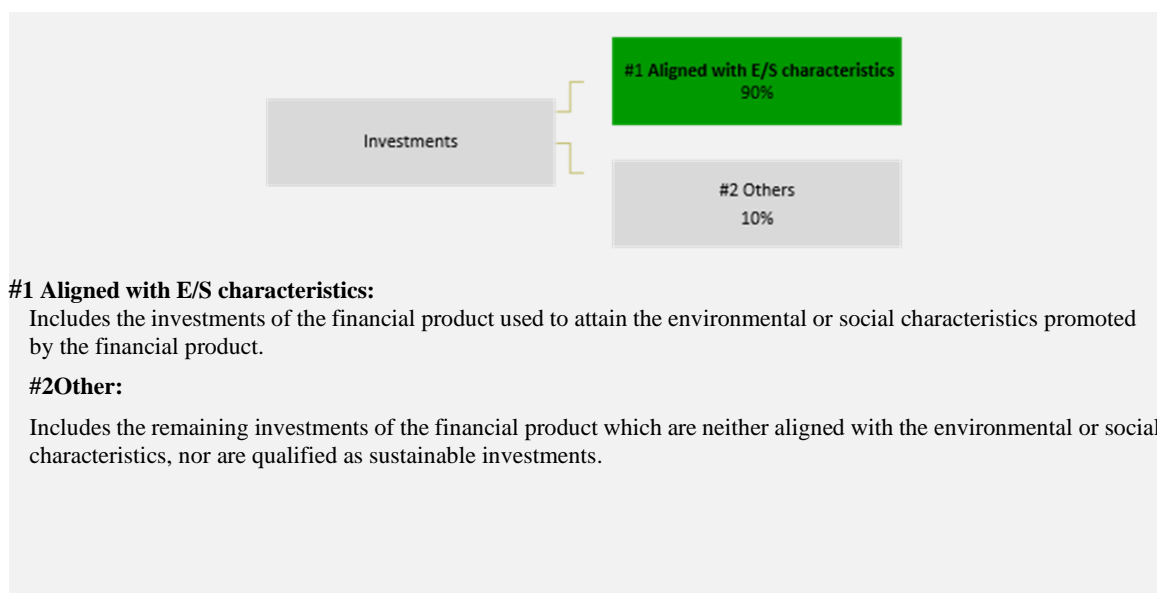 #1 Aligned with E/S characteristics
90%
Investments
#2 Others
10%
#1 Aligned with E/S characteristics:
Includes the investments of the financial product used to attain the environmental or social characteristics promoted
by the financial product.
#2Other:
Includes the remaining investments of the financial product which are neither aligned with the environmental or social
characteristics, nor are qualified as sustainable investments.